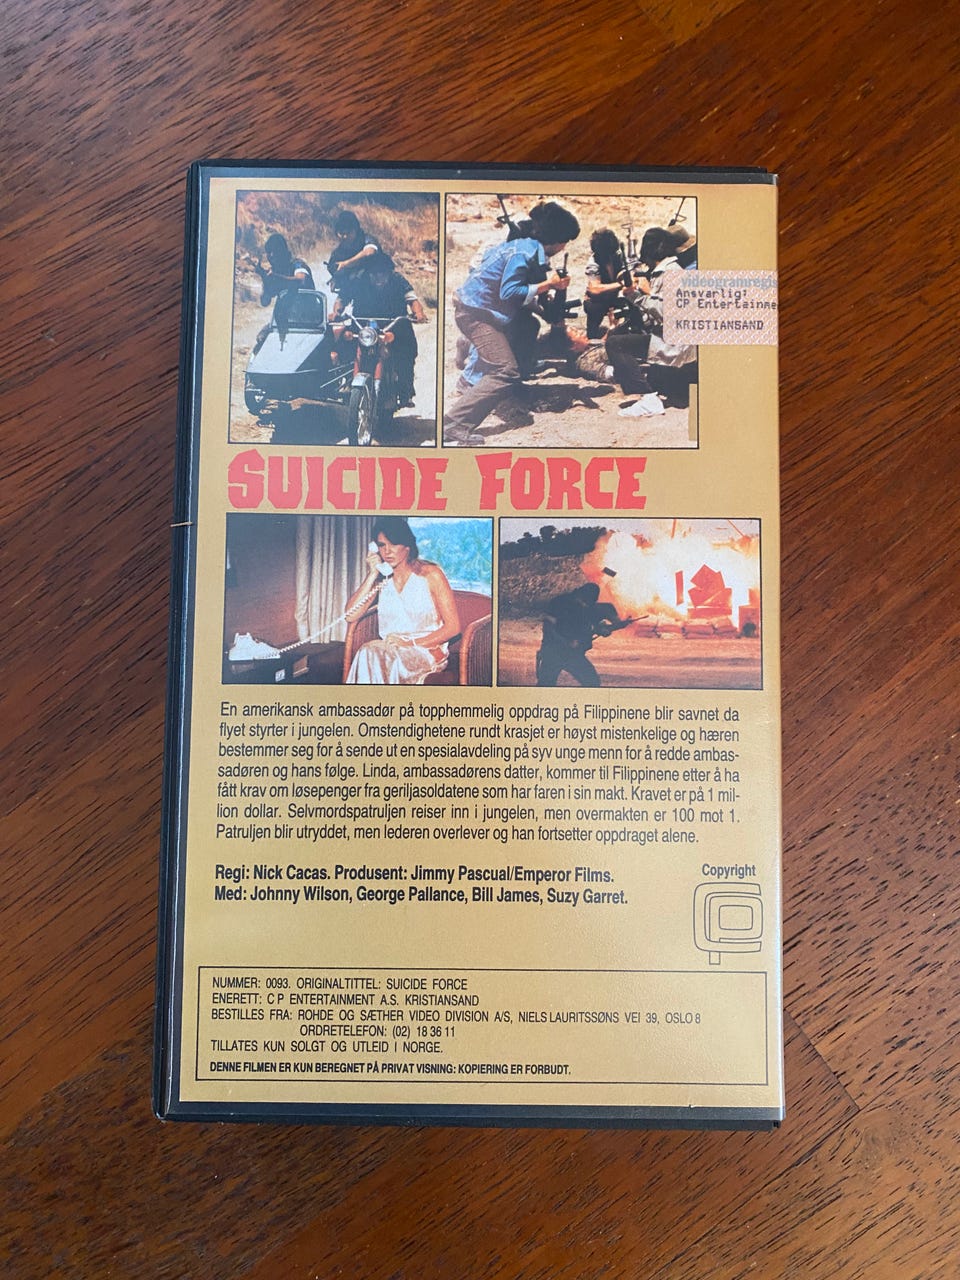 videogramregis
Ansvarlig:
CP Entertainme
KRISTIANSAND
SUICIDE FORCE
En amerikansk ambassadør på topphemmelig oppdrag på Filippinene blir savnet da
flyet styrter i jungelen. Omstendighetene rundt krasjet er høyst mistenkelige og hæren
bestemmer seg for å sende ut en spesialavdeling på syv unge menn for å redde ambas-
sadøren og hans følge. Linda, ambassadørens datter, kommer til Filippinene etter å ha
fått krav om løsepenger fra geriljasoldatene som har faren i sin makt. Kravet er på 1 mil-
lion dollar. Selvmordspatruljen reiser inn i jungelen, men overmakten er 100 mot 1.
Patruljen blir utryddet, men lederen overlever og han fortsetter oppdraget alene.
Regi: Nick Cacas. Produsent: Jimmy Pascual/Emperor Films.
Med: Johnny Wilson, George Pallance, Bill James, Suzy Garret.
Copyright
NUMMER: 0093. ORIGINALTITTEL: SUICIDE FORCE
ENERETT: C P ENTERTAINMENT A.S. KRISTIANSAND
BESTILLES FRA: ROHDE OG SÆTHER VIDEO DIVISION A/S, NIELS LAURITSSØNS VEI 39, OSLO 8
ORDRETELEFON: (02) 18 36 11
TILLATES KUN SOLGT OG UTLEID I NORGE.
DENNE FILMEN ER KUN BEREGNET PÅ PRIVAT VISNING: KOPIERING ER FORBUDT.